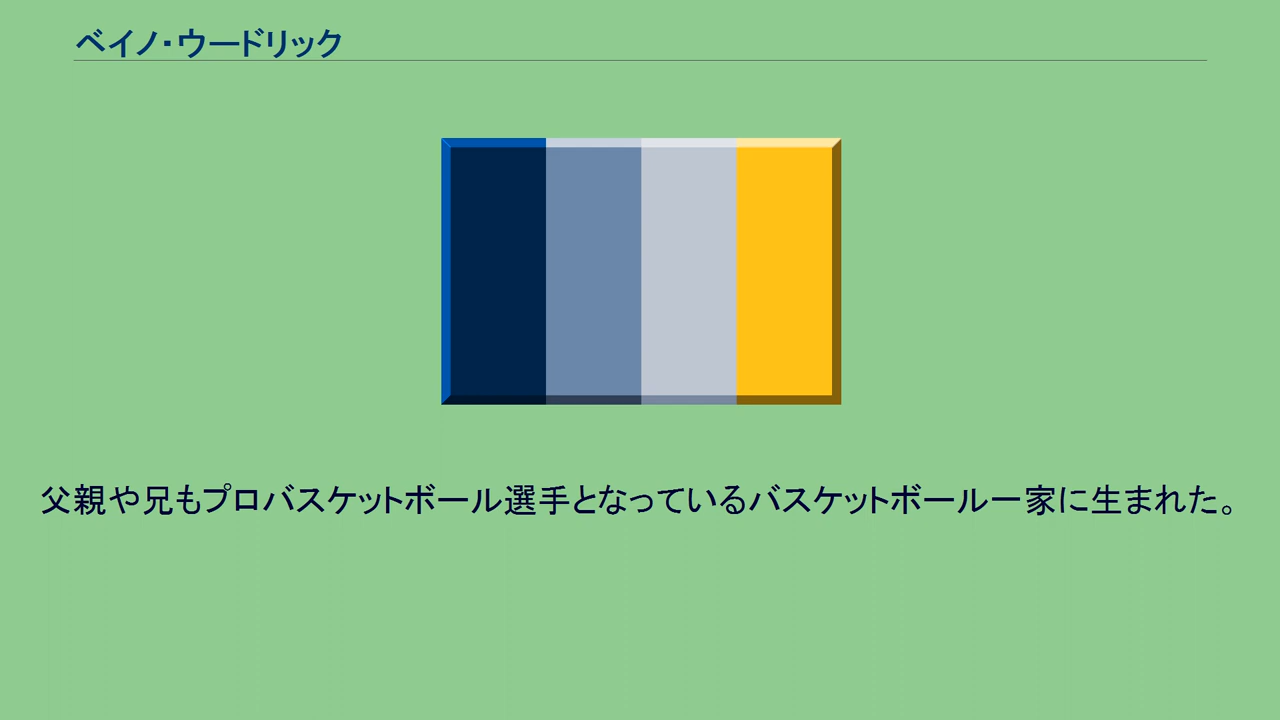 ベイノ・ウードリック
父親や兄もプロバスケットボール選手となっているバスケットボール一家に生まれた。